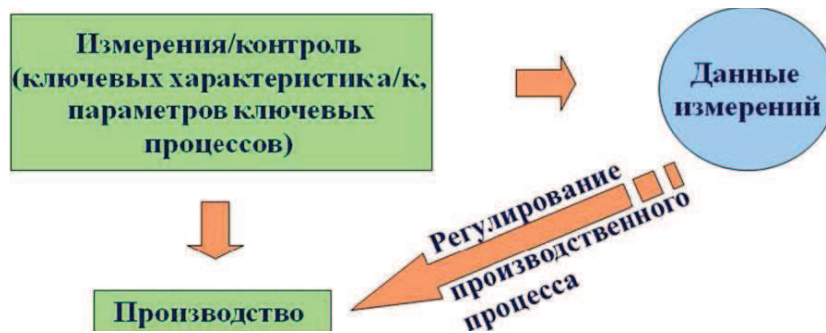 Измерения/контроль
(ключевых характеристик а/к,
параметров ключевых
процессов)
Данные
измерений
Регулирование
производственного
процесса
Производство